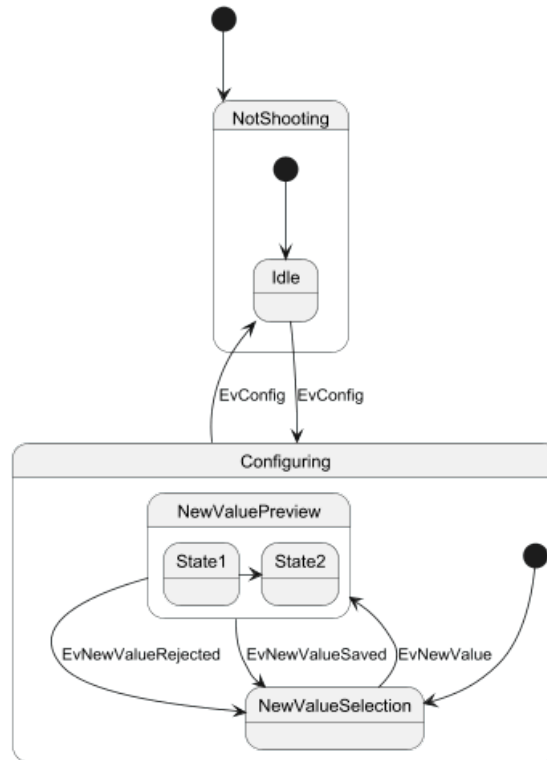 NotShooting
Idle
EvConfig EvConfig
Configuring
NewValuePreview
State1 State2
EvNewValueRejected EvNewValueSaved EvNewValue
NewValueSelection